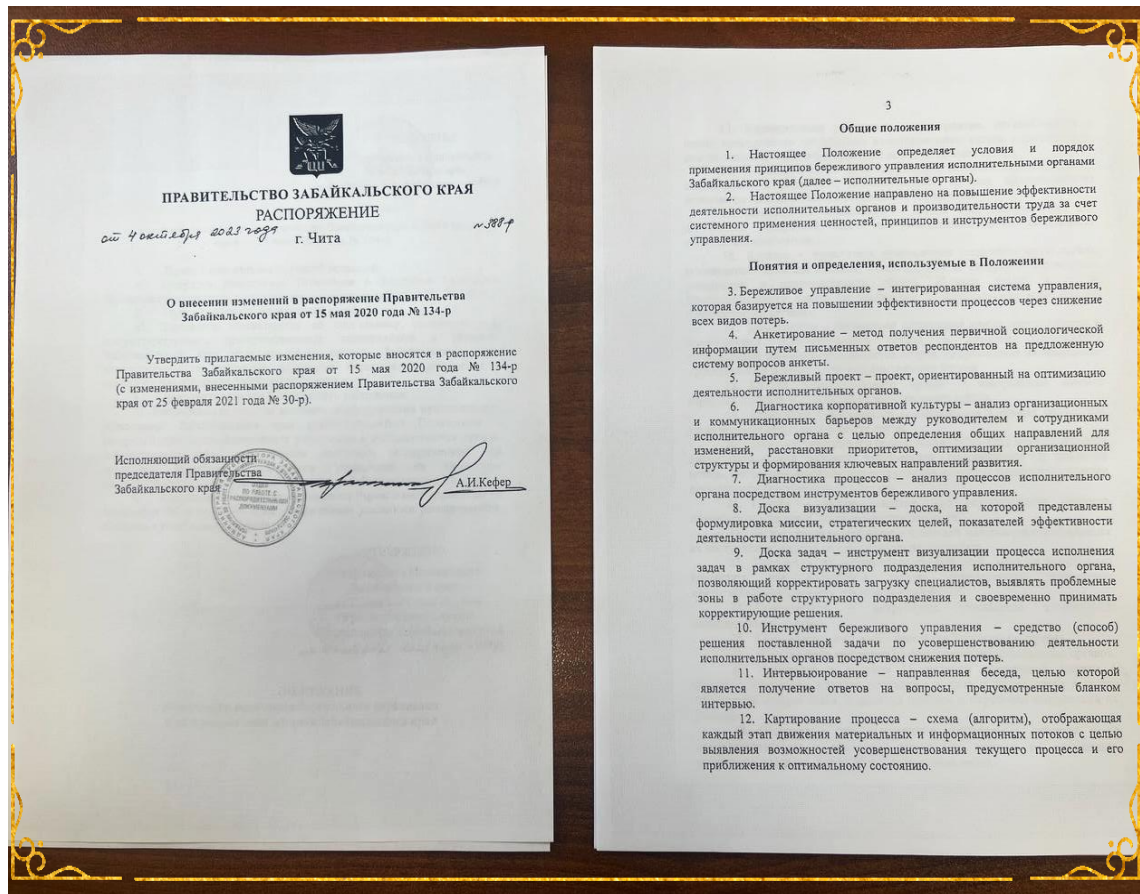 ПРАВИТЕЛЬСТВО ЗАБАЙКАЛЬСКОГО КРАЯ
РАСПОРЯЖЕНИЕ
от 4 октября 2023 года
№ 388-р
г. Чита
О внесении изменений в распоряжение Правительства
Забайкальского края от 15 мая 2020 года № 134-р
Утвердить прилагаемые изменения, которые вносятся в распоряжение
Правительства Забайкальского края от 15 мая 2020 года № 134-р
(с изменениями, внесенными распоряжением Правительства Забайкальского
края от 25 февраля 2021 года № 30-р).
Исполняющий обязанности
председателя Правительства
Забайкальского края
А.И.Кефер
ПО РАБОТЕ С
РАСПОРЯДИТЕЛЬНЫМИ
ДОКУМЕНТАМИ
3
Общие положения
1. Настоящее Положение определяет условия и порядок
применения принципов бережливого управления исполнительными органами
Забайкальского края (далее – исполнительные органы).
2. Настоящее Положение направлено на повышение эффективности
деятельности исполнительных органов и производительности труда за счет
системного применения ценностей, принципов и инструментов бережливого
управления.
Понятия и определения, используемые в Положении
3. Бережливое управление – интегрированная система управления,
которая базируется на повышении эффективности процессов через снижение
всех видов потерь.
4. Анкетирование – метод получения первичной социологической
информации путем письменных ответов респондентов на предложенную
систему вопросов анкеты.
5. Бережливый проект – проект, ориентированный на оптимизацию
деятельности исполнительных органов.
6. Диагностика корпоративной культуры – анализ организационных
и коммуникационных барьеров между руководителем и сотрудниками
исполнительного органа с целью определения общих направлений для
изменений, расстановки приоритетов, оптимизации организационной
структуры и формирования ключевых направлений развития.
7. Диагностика процессов – анализ процессов исполнительного
органа посредством инструментов бережливого управления.
8. Доска визуализации – доска, на которой представлены
формулировка миссии, стратегических целей, показателей эффективности
деятельности исполнительного органа.
9. Доска задач – инструмент визуализации процесса исполнения
задач в рамках структурного подразделения исполнительного органа,
позволяющий корректировать загрузку специалистов, выявлять проблемные
зоны в работе структурного подразделения и своевременно принимать
корректирующие решения.
10. Инструмент бережливого управления – средство (способ)
решения поставленной задачи по усовершенствованию деятельности
исполнительных органов посредством снижения потерь.
11. Интервьюирование – направленная беседа, целью которой
является получение ответов на вопросы, предусмотренные бланком
интервью.
12. Картирование процесса – схема (алгоритм), отображающая
каждый этап движения материальных и информационных потоков с целью
выявления возможностей усовершенствования текущего процесса и его
приближения к оптимальному состоянию.